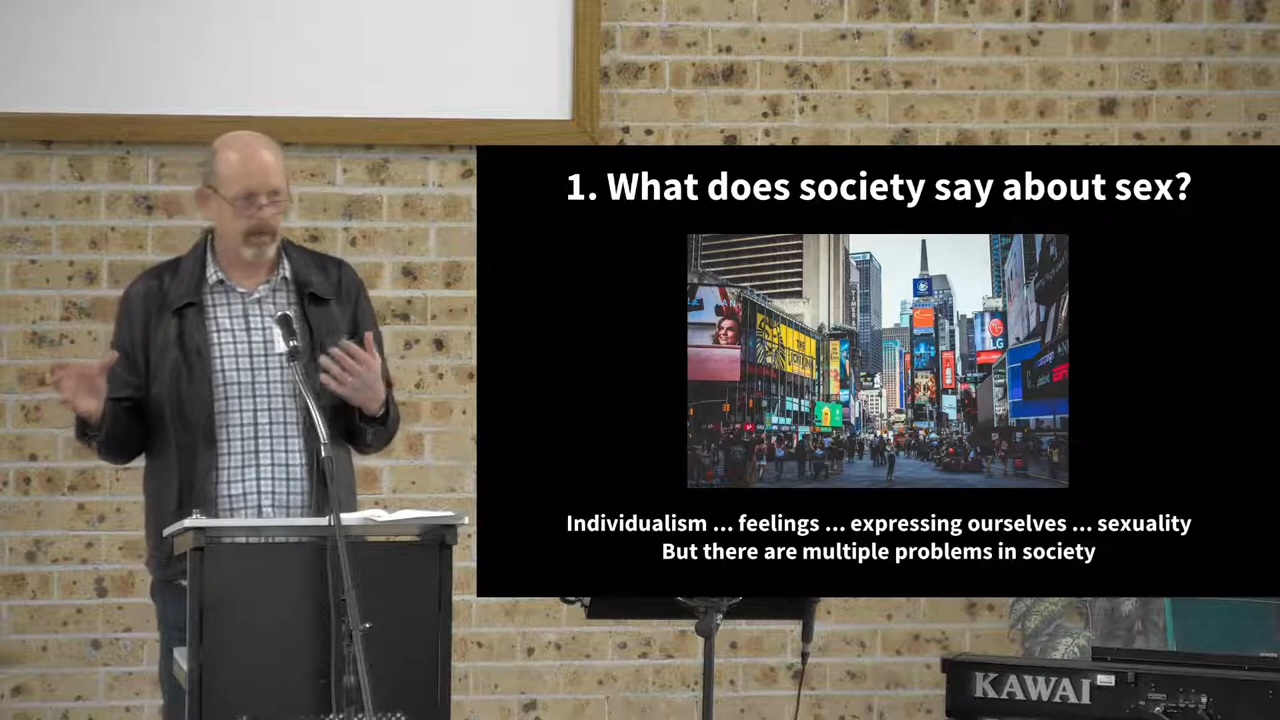 1. What does society say about sex?
LG
Individualism ... feelings ... expressing ourselves ... sexuality
But there are multiple problems in society
KAWAI